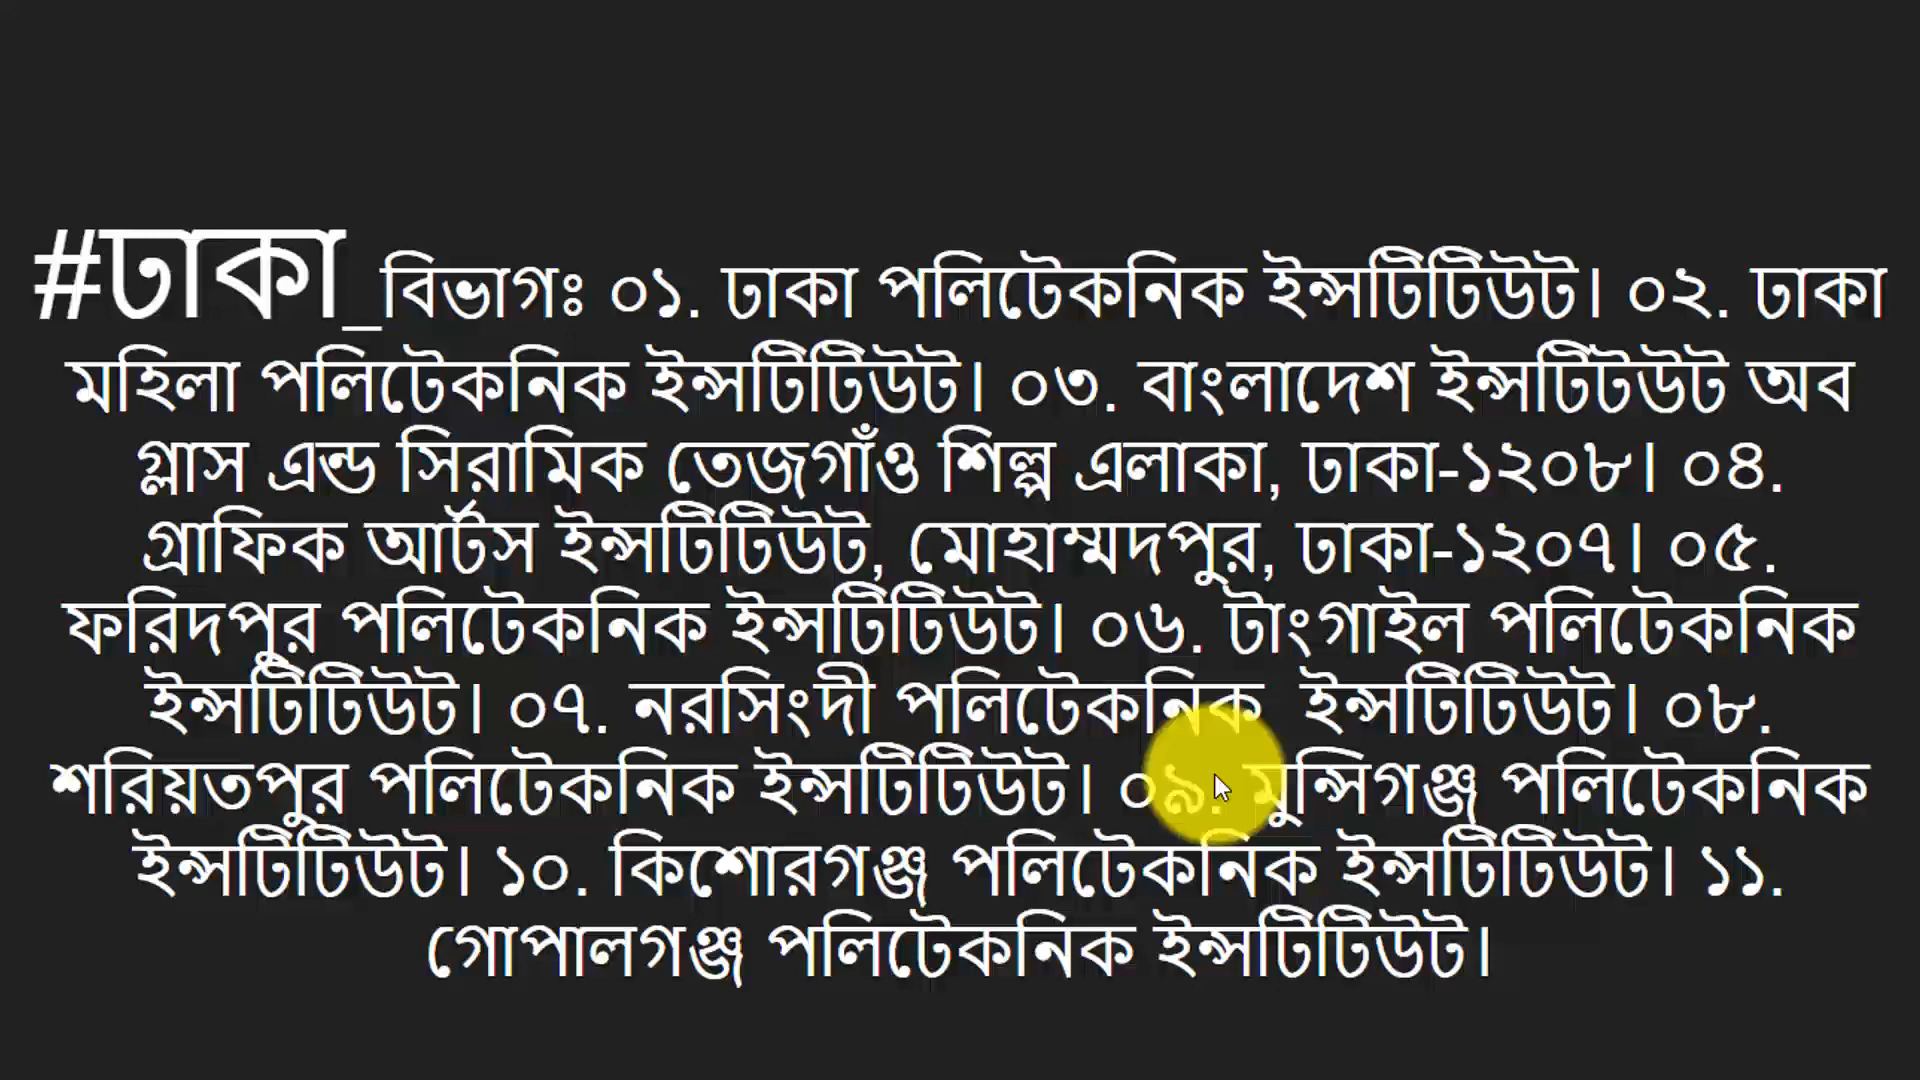 #ঢাকা_বিভাগঃ ০১. ঢাকা পলিটেকনিক ইন্সটিটিউট। ০২. ঢাকা
মহিলা পলিটেকনিক ইন্সটিটিউট। ০৩. বাংলাদেশ ইন্সটিটউট অব
গ্লাস এন্ড সিরামিক তেজগাঁও শিল্প এলাকা, ঢাকা-১২০৮। ০৪.
গ্রাফিক আর্টস ইন্সটিটিউট, মোহাম্মদপুর, ঢাকা-১২০৭। ০৫.
ফরিদপুর পলিটেকনিক ইন্সটিটিউট। ০৬. টাংগাইল পলিটেকনিক
ইন্সটিটিউট। ০৭. নরসিংদী পলিটেকনিক ইন্সটিটিউট। ০৮.
শরিয়তপুর পলিটেকনিক ইন্সটিটিউট। ০৯. মুন্সিগঞ্জ পলিটেকনিক
ইন্সটিটিউট। ১০. কিশোরগঞ্জ পলিটেকনিক ইন্সটিটিউট। ১১.
গোপালগঞ্জ পলিটেকনিক ইন্সটিটিউট।